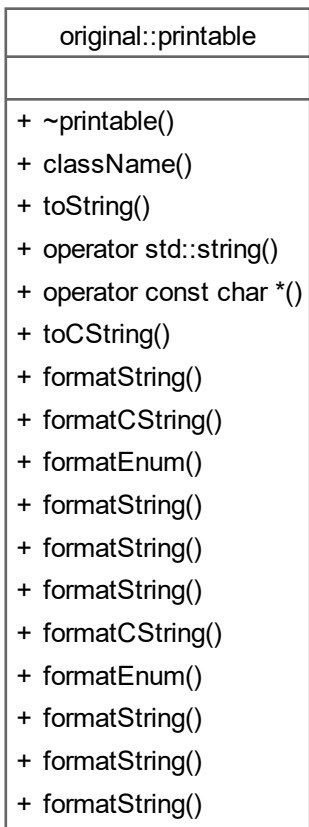 original::printable
+ ~printable()
+ className()
+ toString()
+ operator std::string()
+ operator const char *()
+ toCString()
+ formatString()
+ formatCString()
+ formatEnum()
+ formatString()
+ formatString()
+ formatString()
+ formatCString()
+ formatEnum()
+ formatString()
+ formatString()
+ formatString()